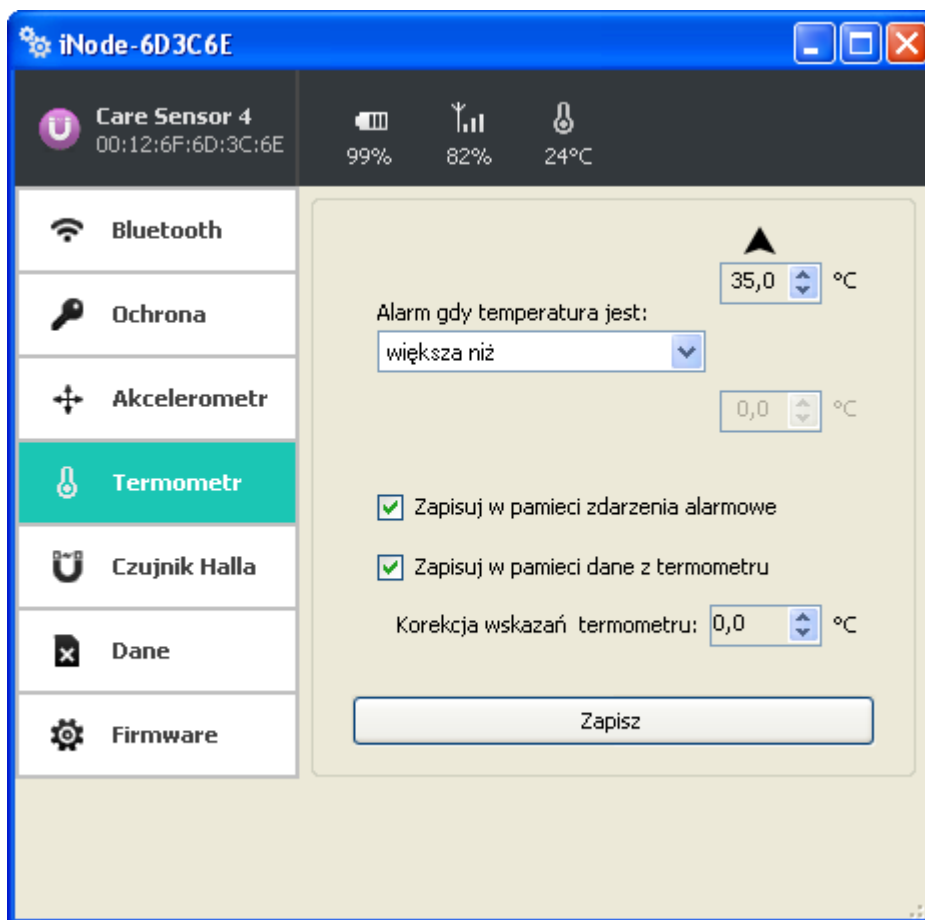 iNode-6D3C6E
Care Sensor 4
00:12:6F:6D:3C:6E
99% 82% 24°C
Bluetooth
Ochrona
Akcelerometr
Termometr
Czujnik Halla
Dane
Firmware
35,0 °C
Alarm gdy temperatura jest:
większa niż
0,0 °C
Zapisuj w pamieci zdarzenia alarmowe
Zapisuj w pamieci dane z termometru
Korekcja wskazań termometru: 0,0 °C
Zapisz